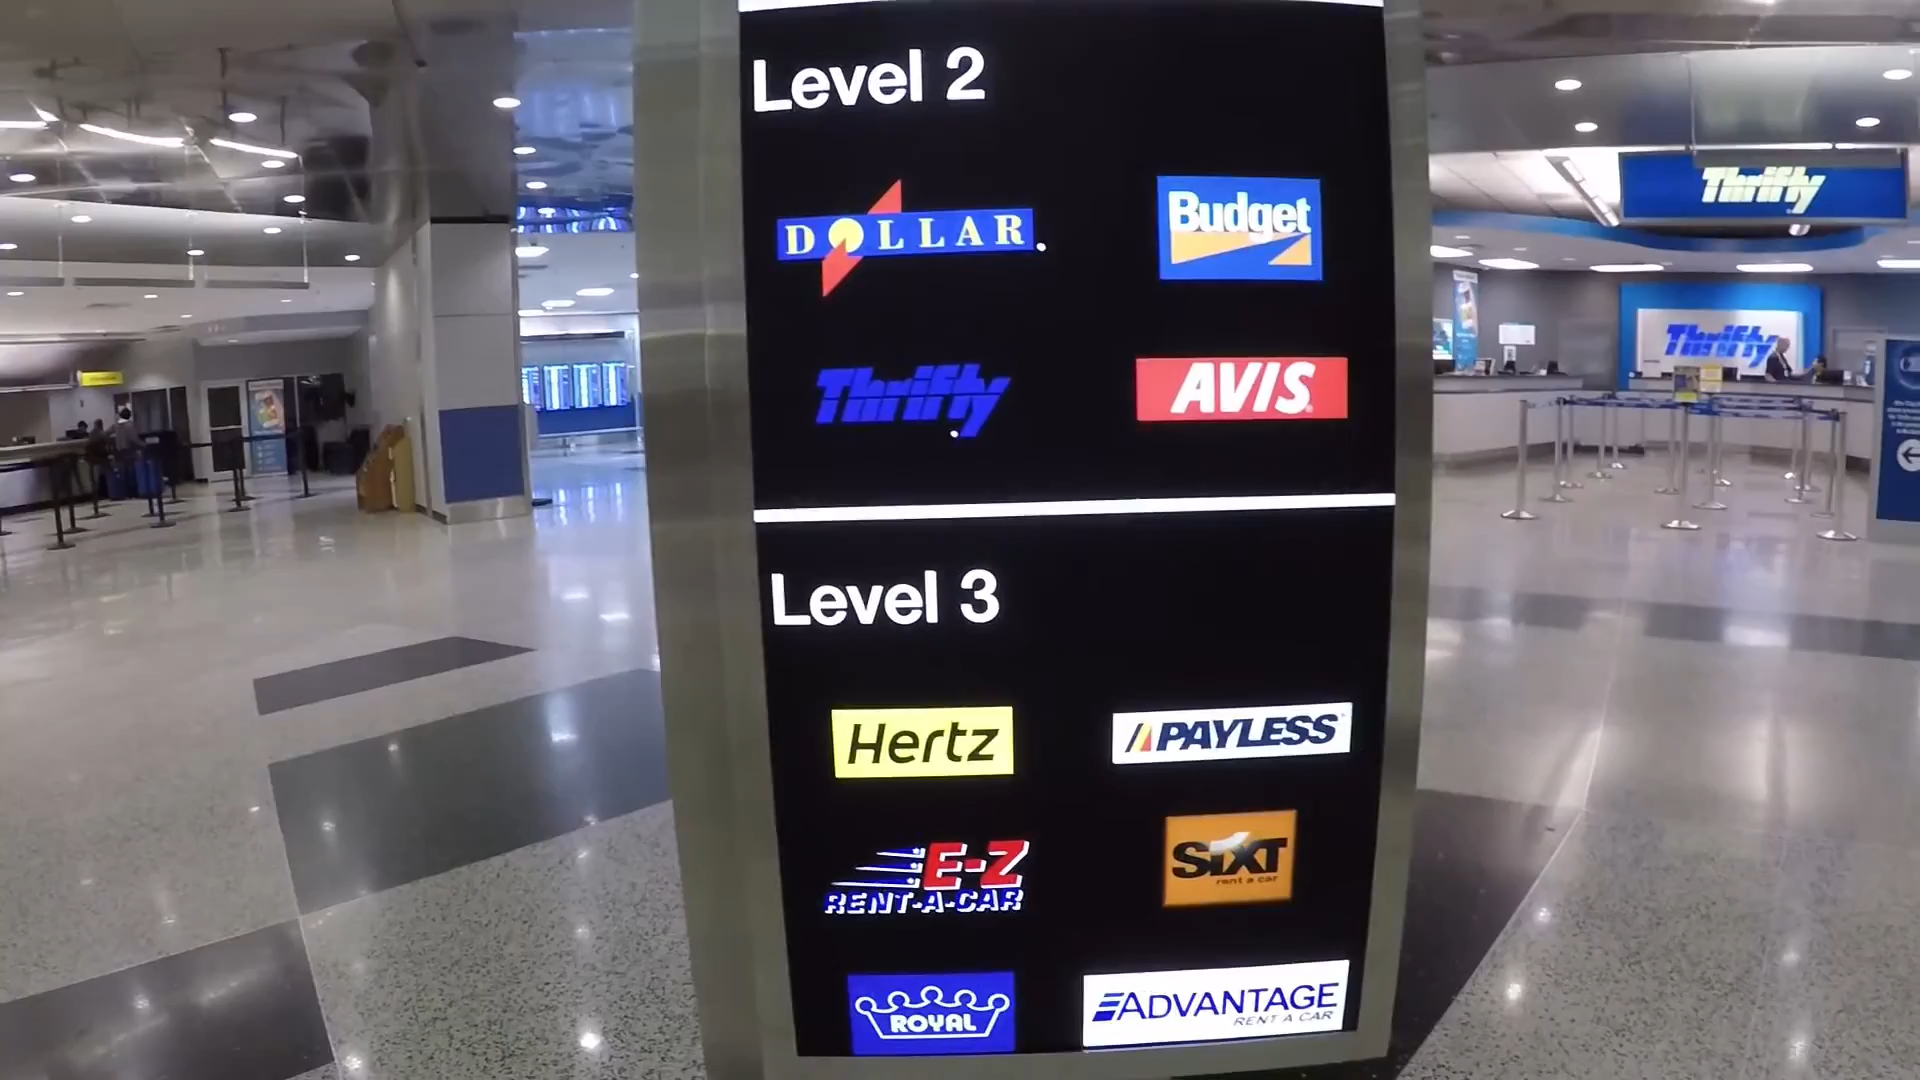 Level 2
DOLLAR.
Budget
Thrifty
AVIS
Level 3
Hertz
PAYLESS
E-Z
RENT-A-CAR
SIXT
rent a car
ROYAL
ADVANTAGE
RENT A CAR
Thrifty
Thrifty